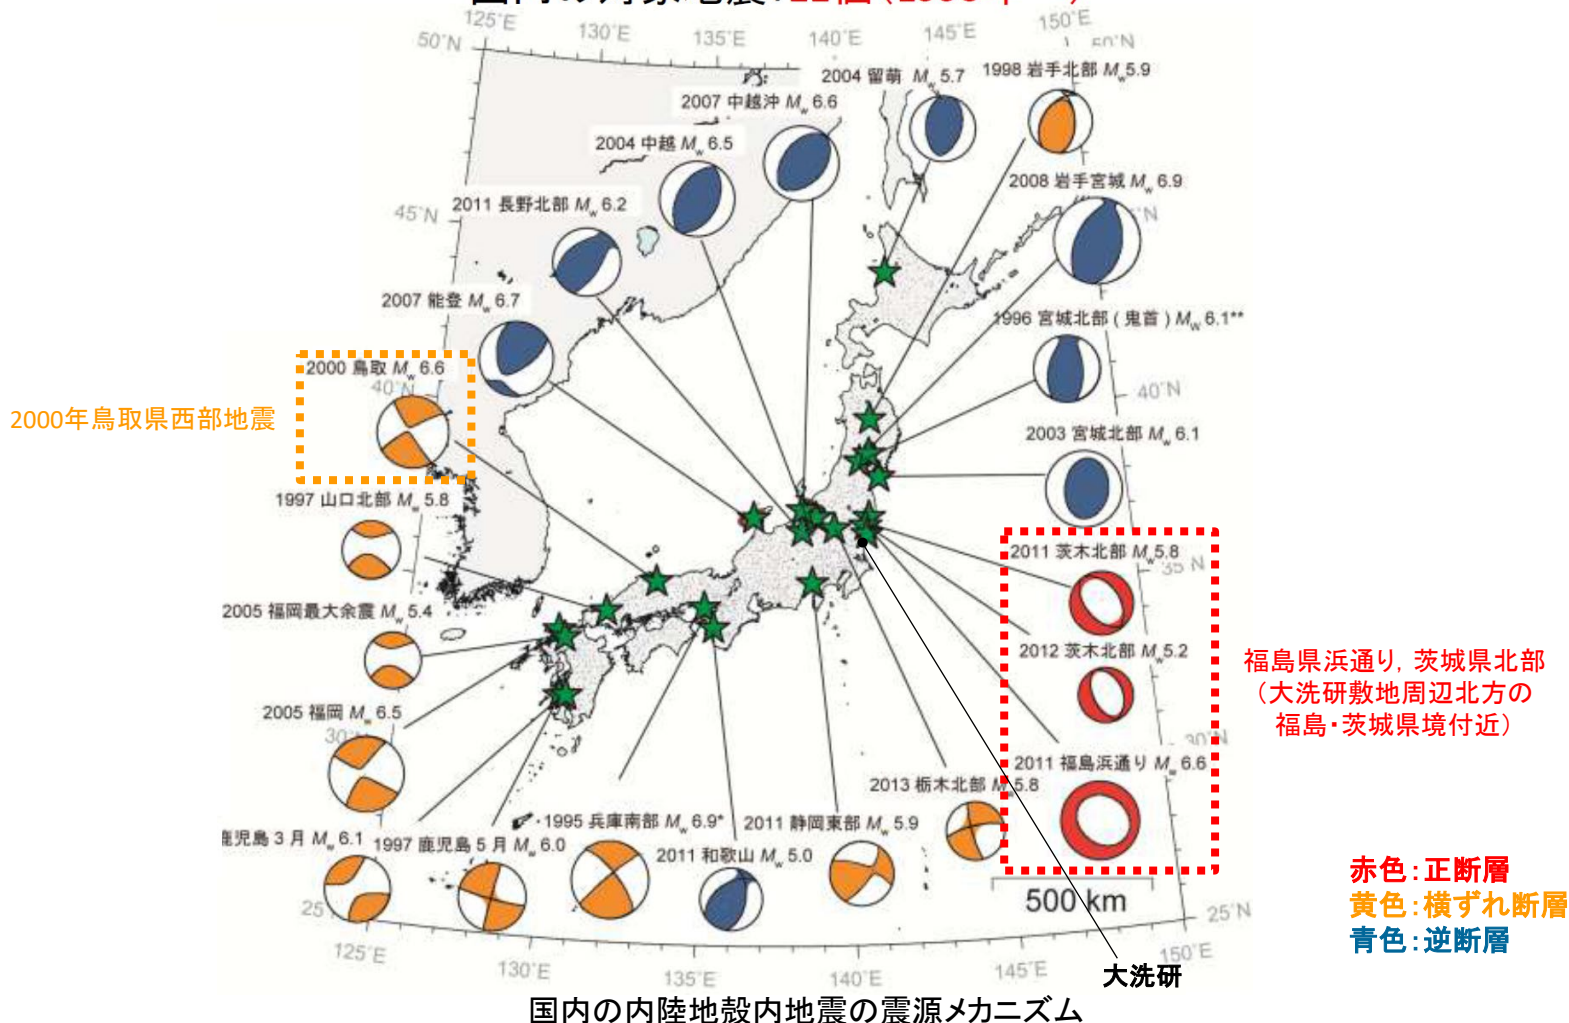 125°E
130°E
135°E
140°E
145°E
150°E
50°N
2004 留萌 Mw 5.7
1998 岩手北部 Mw 5.9
2007 中越沖 Mw 6.6
2004 中越 Mw 6.5
2008 岩手宮城 Mw 6.9
2011 長野北部 Mw 6.2
45°N
2007 能登 Mw 6.7
1996 宮城北部 ( 鬼首 ) Mw 6.1**
2000 鳥取 Mw 6.6
40°N
40°N
2000年鳥取県西部地震
2003 宮城北部 Mw 6.1
1997 山口北部 Mw 5.8
2011 茨木北部 Mw 5.8
35°N
2005 福岡最大余震 Mw 5.4
2012 茨木北部 Mw 5.2
福島県浜通り，茨城県北部
（大洗研敷地周辺北方の
福島・茨城県境付近）
2005 福岡 Mw 6.5
30°N
30°N
2011 福島浜通り Mw 6.6
2013 栃木北部 Mw 5.8
鹿児島 3 月 Mw 6.1
1997 鹿児島 5 月 Mw 6.0
1995 兵庫南部 Mw 6.9*
2011 静岡東部 Mw 5.9
2011 和歌山 Mw 5.0
赤色：正断層
黄色：横ずれ断層
青色：逆断層
500 km
25
25°N
125°E
130°E
135°E
140°E
145°E
150°E
大洗研
国内の内陸地殻内地震の震源メカニズム